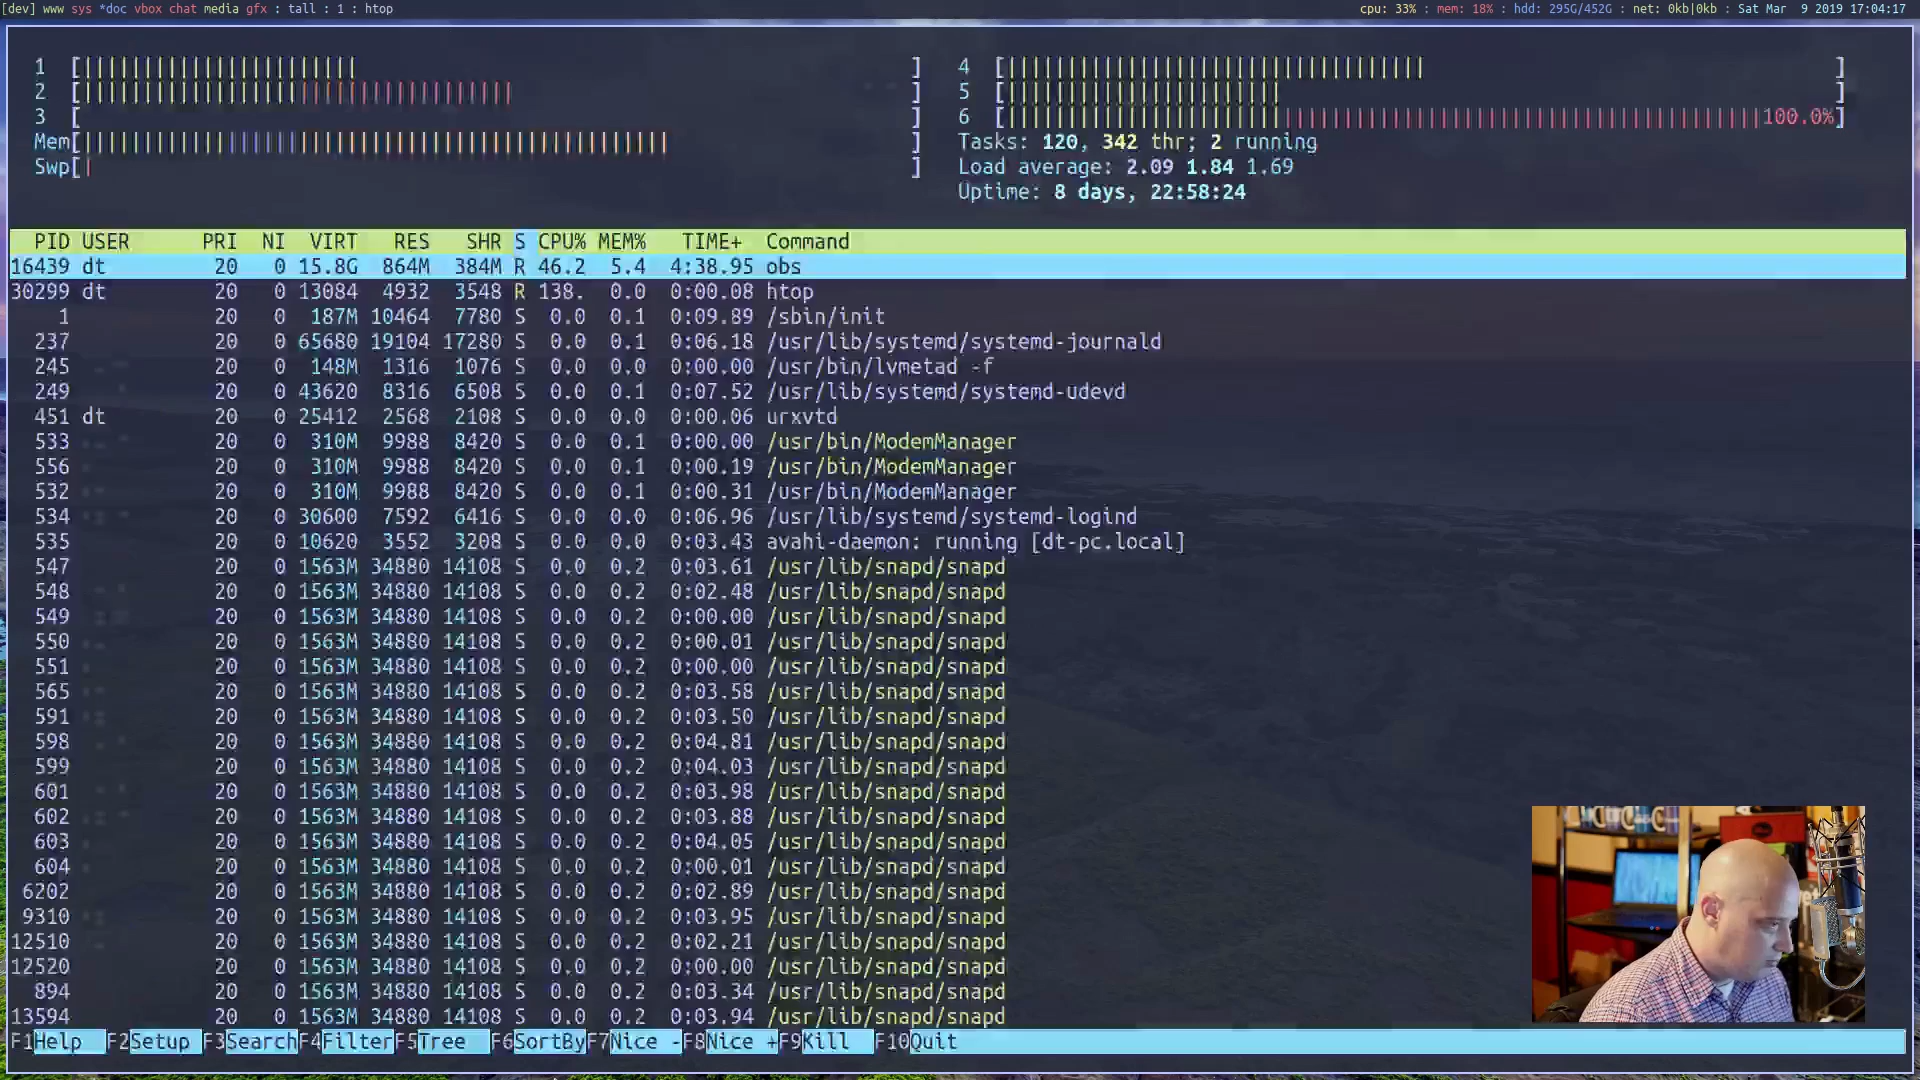 [dev] www sys *doc vbox chat media gfx : tall : 1 : htop
cpu: 33% : mem: 18% : hdd: 295G/452G : net: 0kb|0kb : Sat Mar 9 2019 17:04:17
1 [||||||||||||||||||||||| ] 4 [||||||||||||||||||||||||||||||||||| ]
2 [|||||||||||||||||||||||||||||||||||| ] 5 [||||||||||||||||||||||| ]
3 [ ] 6 [|||||||||||||||||||||||||||||||||||||||||||||||||||||||||||||||100.0%]
Mem[||||||||||||||||||||||||||||||||||||||||||||||||| ] Tasks: 120, 342 thr; 2 running
Swp[| ] Load average: 2.09 1.84 1.69
Uptime: 8 days, 22:58:24
PID USER PRI NI VIRT RES SHR S CPU% MEM% TIME+ Command
16439 dt 20 0 15.8G 864M 384M R 46.2 5.4 4:38.95 obs
30299 dt 20 0 13084 4932 3548 R 138. 0.0 0:00.08 htop
1 20 0 187M 10464 7780 S 0.0 0.1 0:09.89 /sbin/init
237 20 0 65680 19104 17280 S 0.0 0.1 0:06.18 /usr/lib/systemd/systemd-journald
245 20 0 148M 1316 1076 S 0.0 0.0 0:00.00 /usr/bin/lvmetad -f
249 20 0 43620 8316 6508 S 0.0 0.1 0:07.52 /usr/lib/systemd/systemd-udevd
451 dt 20 0 25412 2568 2108 S 0.0 0.0 0:00.06 urxvtd
533 20 0 310M 9988 8420 S 0.0 0.1 0:00.00 /usr/bin/ModemManager
556 20 0 310M 9988 8420 S 0.0 0.1 0:00.19 /usr/bin/ModemManager
532 20 0 310M 9988 8420 S 0.0 0.1 0:00.31 /usr/bin/ModemManager
534 20 0 30600 7592 6416 S 0.0 0.0 0:06.96 /usr/lib/systemd/systemd-logind
535 20 0 10620 3552 3208 S 0.0 0.0 0:03.43 avahi-daemon: running [dt-pc.local]
547 20 0 1563M 34880 14108 S 0.0 0.2 0:03.61 /usr/lib/snapd/snapd
548 20 0 1563M 34880 14108 S 0.0 0.2 0:02.48 /usr/lib/snapd/snapd
549 20 0 1563M 34880 14108 S 0.0 0.2 0:00.00 /usr/lib/snapd/snapd
550 20 0 1563M 34880 14108 S 0.0 0.2 0:00.01 /usr/lib/snapd/snapd
551 20 0 1563M 34880 14108 S 0.0 0.2 0:00.00 /usr/lib/snapd/snapd
565 20 0 1563M 34880 14108 S 0.0 0.2 0:03.58 /usr/lib/snapd/snapd
591 20 0 1563M 34880 14108 S 0.0 0.2 0:03.50 /usr/lib/snapd/snapd
598 20 0 1563M 34880 14108 S 0.0 0.2 0:04.81 /usr/lib/snapd/snapd
599 20 0 1563M 34880 14108 S 0.0 0.2 0:04.03 /usr/lib/snapd/snapd
601 20 0 1563M 34880 14108 S 0.0 0.2 0:03.98 /usr/lib/snapd/snapd
602 20 0 1563M 34880 14108 S 0.0 0.2 0:03.88 /usr/lib/snapd/snapd
603 20 0 1563M 34880 14108 S 0.0 0.2 0:04.05 /usr/lib/snapd/snapd
604 20 0 1563M 34880 14108 S 0.0 0.2 0:00.01 /usr/lib/snapd/snapd
6202 20 0 1563M 34880 14108 S 0.0 0.2 0:02.89 /usr/lib/snapd/snapd
9310 20 0 1563M 34880 14108 S 0.0 0.2 0:03.95 /usr/lib/snapd/snapd
12510 20 0 1563M 34880 14108 S 0.0 0.2 0:02.21 /usr/lib/snapd/snapd
12520 20 0 1563M 34880 14108 S 0.0 0.2 0:00.00 /usr/lib/snapd/snapd
894 20 0 1563M 34880 14108 S 0.0 0.2 0:03.34 /usr/lib/snapd/snapd
13594 20 0 1563M 34880 14108 S 0.0 0.2 0:03.94 /usr/lib/snapd/snapd
F1Help F2Setup F3SearchF4FilterF5Tree F6SortByF7Nice -F8Nice +F9Kill F10Quit